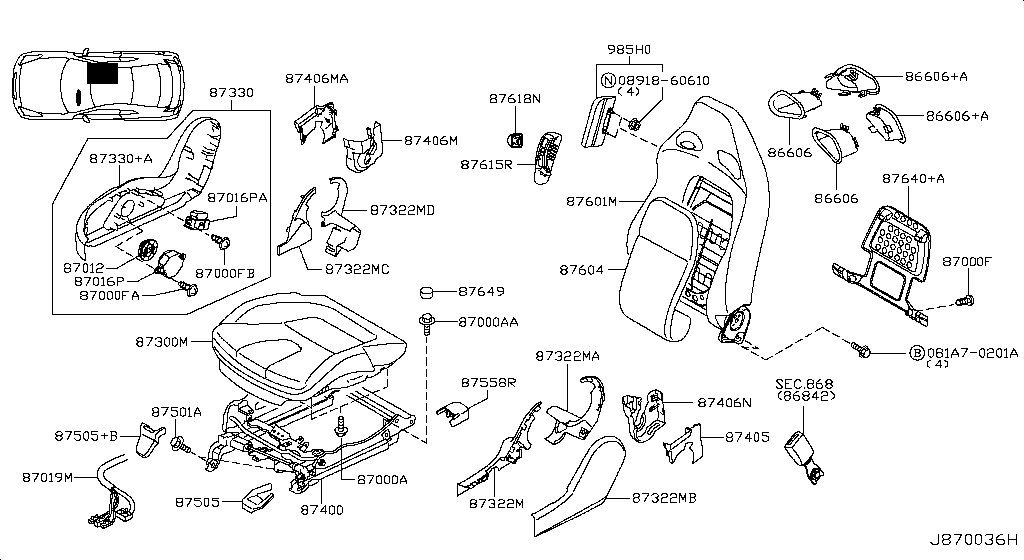 985H0
N 08918-60610
(4)
87406MA
87330
87618N
86606+A
86606+A
87406M
87330+A
87615R
86606
87640+A
86606
87016PA
87322MD
87601M
87012
87016P
87000FB
87322MC
87604
87000F
87000FA
87649
87000AA
87300M
87322MA
B 081A7-0201A
(4)
87558R
SEC.868
(86842)
87501A
87406N
87505+B
87405
87019M
87000A
87505
87400
87322M
87322MB
J870036H